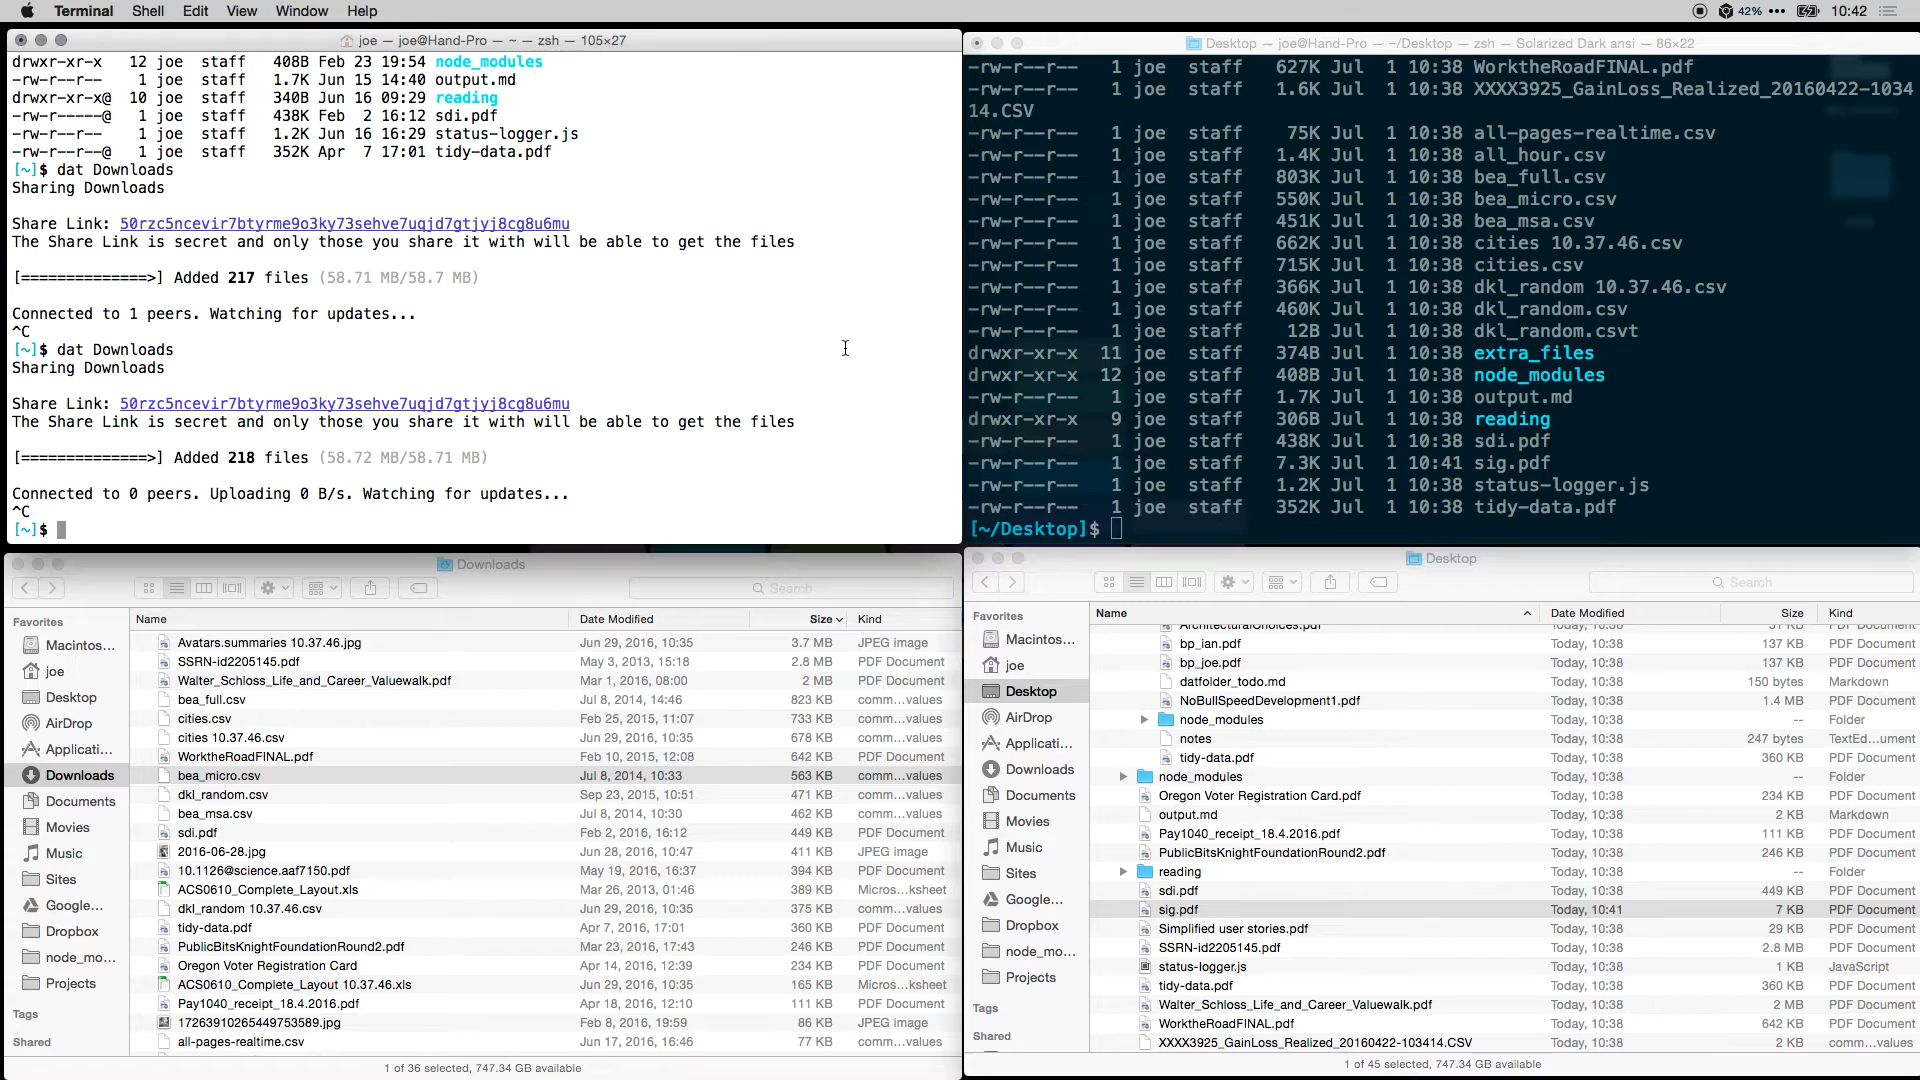 Terminal Shell Edit View Window Help 42% 10:42
joe — joe@Hand-Pro — ~ — zsh — 105×27
drwxr-xr-x 12 joe staff 408B Feb 23 19:54 node_modules
-rw-r--r-- 1 joe staff 1.7K Jun 15 14:40 output.md
drwxr-xr-x@ 10 joe staff 340B Jun 16 09:29 reading
-rw-r-----@ 1 joe staff 438K Feb 2 16:12 sdi.pdf
-rw-r--r-- 1 joe staff 1.2K Jun 16 16:29 status-logger.js
-rw-r--r--@ 1 joe staff 352K Apr 7 17:01 tidy-data.pdf
[~]$ dat Downloads
Sharing Downloads
Share Link: 50rzc5ncevir7btyrme9o3ky73sehve7uqjd7gtjyj8cg8u6mu
The Share Link is secret and only those you share it with will be able to get the files
[==============>] Added 217 files (58.71 MB/58.7 MB)
Connected to 1 peers. Watching for updates...
^C
[~]$ dat Downloads
Sharing Downloads
Share Link: 50rzc5ncevir7btyrme9o3ky73sehve7uqjd7gtjyj8cg8u6mu
The Share Link is secret and only those you share it with will be able to get the files
[==============>] Added 218 files (58.72 MB/58.71 MB)
Connected to 0 peers. Uploading 0 B/s. Watching for updates...
^C
[~]$
Desktop — joe@Hand-Pro — ~/Desktop — zsh — Solarized Dark ansi — 86×22
-rw-r--r-- 1 joe staff 627K Jul 1 10:38 WorktheRoadFINAL.pdf
-rw-r--r-- 1 joe staff 1.6K Jul 1 10:38 XXXX3925_GainLoss_Realized_20160422-1034
14.CSV
-rw-r--r-- 1 joe staff 75K Jul 1 10:38 all-pages-realtime.csv
-rw-r--r-- 1 joe staff 1.4K Jul 1 10:38 all_hour.csv
-rw-r--r-- 1 joe staff 803K Jul 1 10:38 bea_full.csv
-rw-r--r-- 1 joe staff 550K Jul 1 10:38 bea_micro.csv
-rw-r--r-- 1 joe staff 451K Jul 1 10:38 bea_msa.csv
-rw-r--r-- 1 joe staff 662K Jul 1 10:38 cities 10.37.46.csv
-rw-r--r-- 1 joe staff 715K Jul 1 10:38 cities.csv
-rw-r--r-- 1 joe staff 366K Jul 1 10:38 dkl_random 10.37.46.csv
-rw-r--r-- 1 joe staff 460K Jul 1 10:38 dkl_random.csv
-rw-r--r-- 1 joe staff 12B Jul 1 10:38 dkl_random.csvt
drwxr-xr-x 11 joe staff 374B Jul 1 10:38 extra_files
drwxr-xr-x 12 joe staff 408B Jul 1 10:38 node_modules
-rw-r--r-- 1 joe staff 1.7K Jul 1 10:38 output.md
drwxr-xr-x 9 joe staff 306B Jul 1 10:38 reading
-rw-r--r-- 1 joe staff 438K Jul 1 10:38 sdi.pdf
-rw-r--r-- 1 joe staff 7.3K Jul 1 10:41 sig.pdf
-rw-r--r-- 1 joe staff 1.2K Jul 1 10:38 status-logger.js
-rw-r--r-- 1 joe staff 352K Jul 1 10:38 tidy-data.pdf
[~/Desktop]$
Downloads
Search
Favorites
Macintos...
joe
Desktop
AirDrop
Applicati...
Downloads
Documents
Movies
Music
Sites
Google...
Dropbox
node_mo...
Projects
Tags
Shared
Name Date Modified Size Kind
Avatars.summaries 10.37.46.jpg Jun 29, 2016, 10:35 3.7 MB JPEG image
SSRN-id2205145.pdf May 3, 2013, 15:18 2.8 MB PDF Document
Walter_Schloss_Life_and_Career_Valuewalk.pdf Mar 1, 2016, 08:00 2 MB PDF Document
bea_full.csv Jul 8, 2014, 14:46 823 KB comm...values
cities.csv Feb 25, 2015, 11:07 733 KB comm...values
cities 10.37.46.csv Jun 29, 2016, 10:35 678 KB comm...values
WorktheRoadFINAL.pdf Feb 10, 2015, 12:08 642 KB PDF Document
bea_micro.csv Jul 8, 2014, 10:33 563 KB comm...values
dkl_random.csv Sep 23, 2015, 10:51 471 KB comm...values
bea_msa.csv Jul 8, 2014, 10:30 462 KB comm...values
sdi.pdf Feb 2, 2016, 16:12 449 KB PDF Document
2016-06-28.jpg Jun 28, 2016, 10:47 411 KB JPEG image
10.1126@science.aaf7150.pdf May 19, 2016, 16:37 394 KB PDF Document
ACS0610_Complete_Layout.xls Mar 26, 2013, 01:46 389 KB Micros...ksheet
dkl_random 10.37.46.csv Jun 29, 2016, 10:35 375 KB comm...values
tidy-data.pdf Apr 7, 2016, 17:01 360 KB PDF Document
PublicBitsKnightFoundationRound2.pdf Mar 23, 2016, 17:43 246 KB PDF Document
Oregon Voter Registration Card Apr 14, 2016, 12:39 234 KB PDF Document
ACS0610_Complete_Layout 10.37.46.xls Jun 29, 2016, 10:35 165 KB Micros...ksheet
Pay1040_receipt_18.4.2016.pdf Apr 18, 2016, 12:10 111 KB PDF Document
17263910265449753589.jpg Feb 8, 2016, 19:59 86 KB JPEG image
all-pages-realtime.csv Jun 17, 2016, 16:46 77 KB comm...values
1 of 36 selected, 747.34 GB available
Desktop
Search
Favorites
Macintos...
joe
Desktop
AirDrop
Applicati...
Downloads
Documents
Movies
Music
Sites
Google...
Dropbox
node_mo...
Projects
Tags
Shared
Name Date Modified Size Kind
ArchitecturalChoices.pdf Today, 10:38 51 KB PDF Document
bp_ian.pdf Today, 10:38 137 KB PDF Document
bp_joe.pdf Today, 10:38 137 KB PDF Document
datfolder_todo.md Today, 10:38 150 bytes Markdown
NoBullSpeedDevelopment1.pdf Today, 10:38 1.4 MB PDF Document
node_modules Today, 10:38 -- Folder
notes Today, 10:38 247 bytes TextEd...ument
tidy-data.pdf Today, 10:38 360 KB PDF Document
node_modules Today, 10:38 -- Folder
Oregon Voter Registration Card.pdf Today, 10:38 234 KB PDF Document
output.md Today, 10:38 2 KB Markdown
Pay1040_receipt_18.4.2016.pdf Today, 10:38 111 KB PDF Document
PublicBitsKnightFoundationRound2.pdf Today, 10:38 246 KB PDF Document
reading Today, 10:38 -- Folder
sdi.pdf Today, 10:38 449 KB PDF Document
sig.pdf Today, 10:41 7 KB PDF Document
Simplified user stories.pdf Today, 10:38 29 KB PDF Document
SSRN-id2205145.pdf Today, 10:38 2.8 MB PDF Document
status-logger.js Today, 10:38 1 KB JavaScript
tidy-data.pdf Today, 10:38 360 KB PDF Document
Walter_Schloss_Life_and_Career_Valuewalk.pdf Today, 10:38 2 MB PDF Document
WorktheRoadFINAL.pdf Today, 10:38 642 KB PDF Document
XXXX3925_GainLoss_Realized_20160422-103414.CSV Today, 10:38 2 KB comm...values
1 of 45 selected, 747.34 GB available